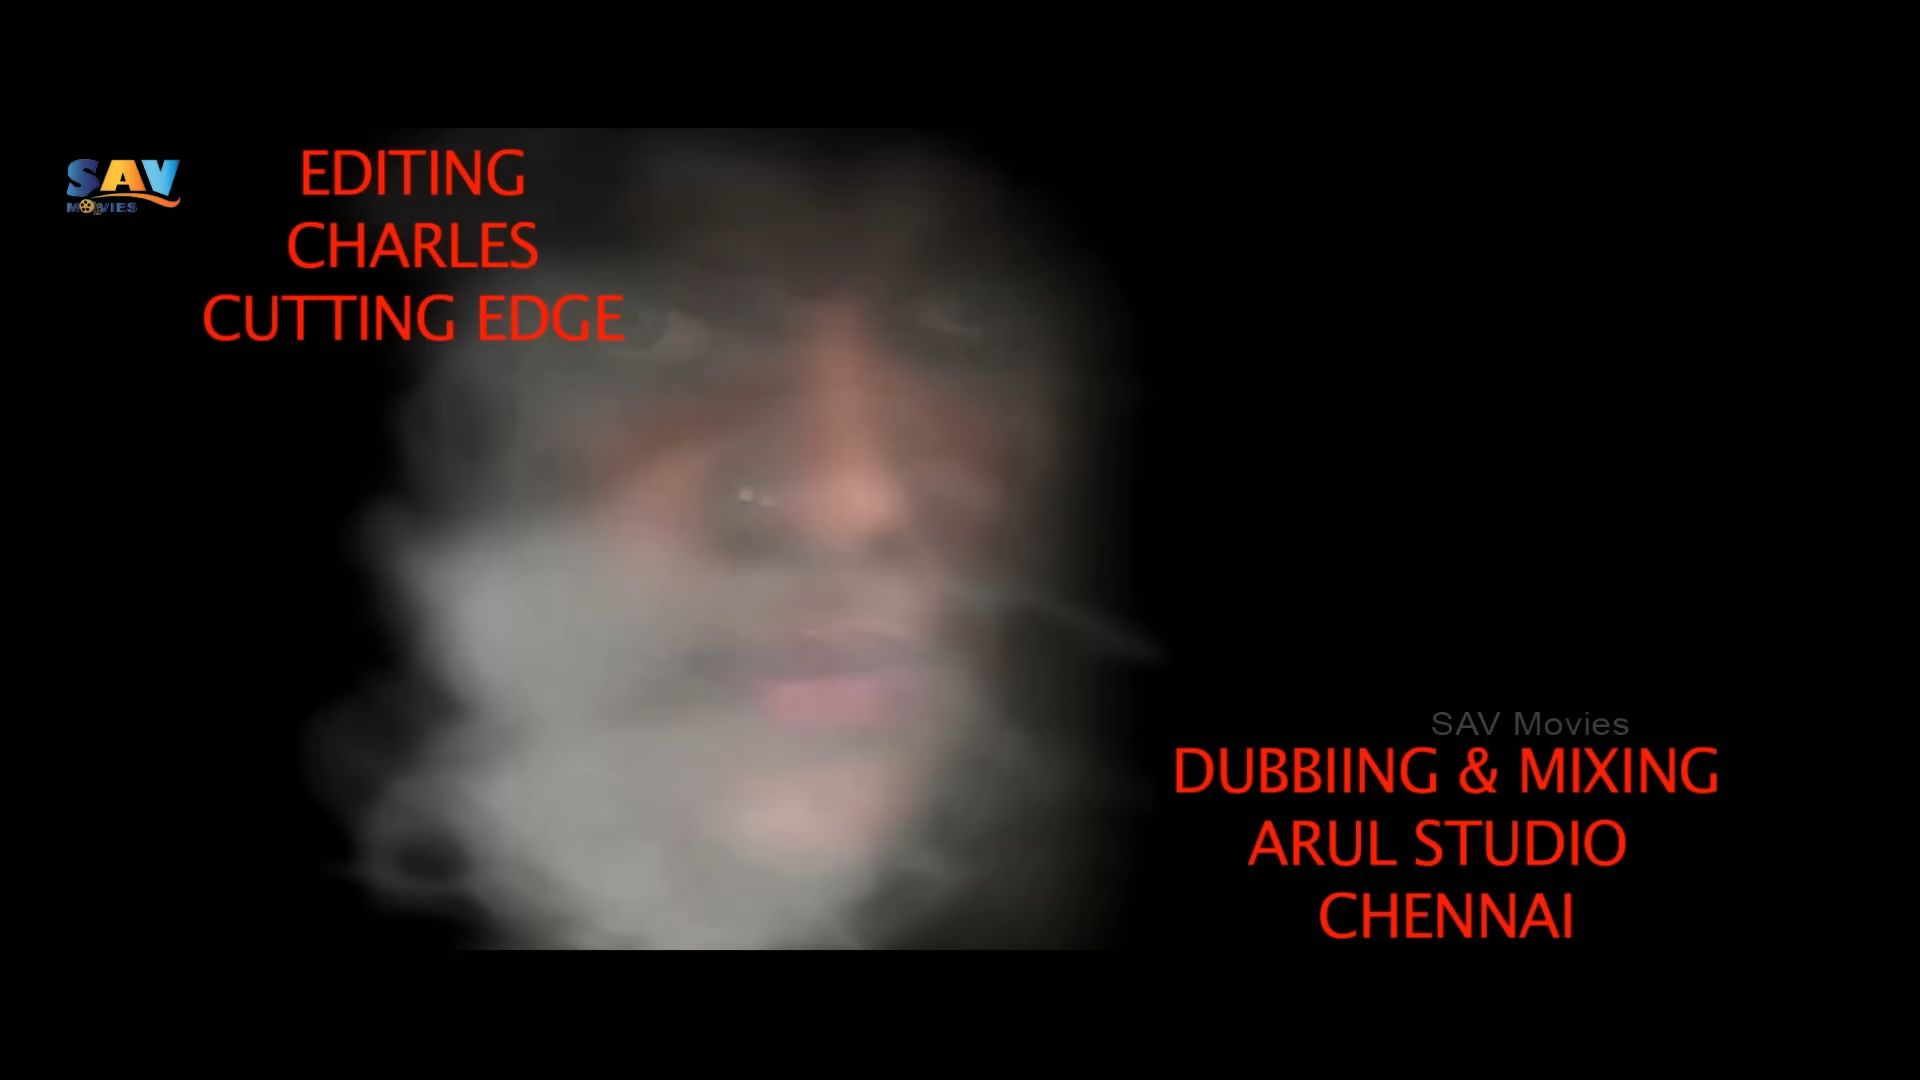 SAV
MOVIES
EDITING
CHARLES
CUTTING EDGE
SAV Movies
DUBBIING & MIXING
ARUL STUDIO
CHENNAI